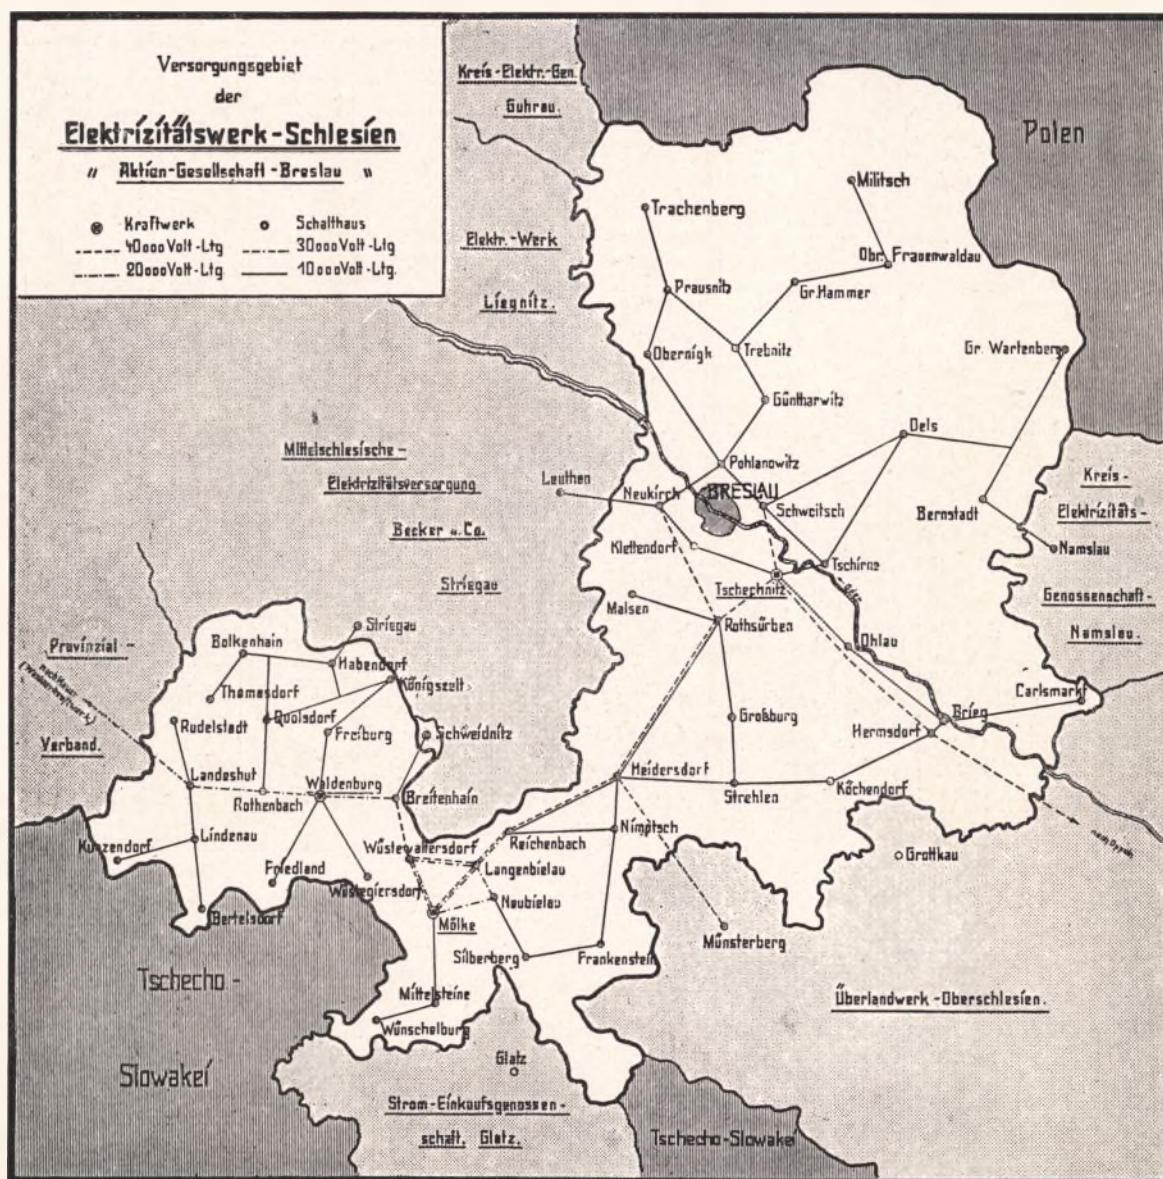 Versorgungsgebiet
der
Elektrizitätswerk-Schlesien
„ Aktien-Gesellschaft-Breslau „
Kraftwerk
Schalthaus
40000 Volt-Ltg
30000 Volt-Ltg
20000 Volt-Ltg.
10000 Volt-Ltg.
Kreis-Elektr.-Gen.
Guhrau.
Polen
Elektr.-Werk
Liegnitz.
Trachenberg
Militsch
Obr. Frauenwaldau
Prausnitz
Gr. Hammer
Obernigk
Trebnitz
Gr. Wartenberg
Güntharwitz
Oels
Mittelschlesische-
Elektrizitätsversorgung
Becker u. Co.
Striegau
Leuthen
Pohlanowitz
Neukirch
BRESLAU
Schweitsch
Bernstadt
Kreis-
Elektrizitäts-
Namslau
Genossenschaft-
Namslau.
Klettendorf
Tschechnitz
Tschirne
Malsen
Rothsürben
Ohlau
Carlsmarkt
Brieg
Hermsdorf
Großburg
Heidersdorf
Strehlen
Köchendorf
nach Oppeln
Grottkau
Provinzial-
Verband.
Striegau
Bolkenhain
Habendorf
Königszelt
Thomasdorf
Rudelstadt
Quolsdorf
Freiburg
Schweidnitz
Landeshut
Rothenbach
Waldenburg
Breitenhain
Lindenau
Kunzendorf
Friedland
Wüstegiersdorf
Bertelsdorf
Wüstewaltersdorf
Reichenbach
Nimptsch
Langenbielau
Neubielau
Mölke
Silberberg
Frankenstein
Münsterberg
Mittelsteine
Wünschelburg
Überlandwerk-Oberschlesien.
Tschecho-
Slowakei
Glatz
Strom-Einkaufsgenossen-
schaft. Glatz.
Tschecho-Slowakei